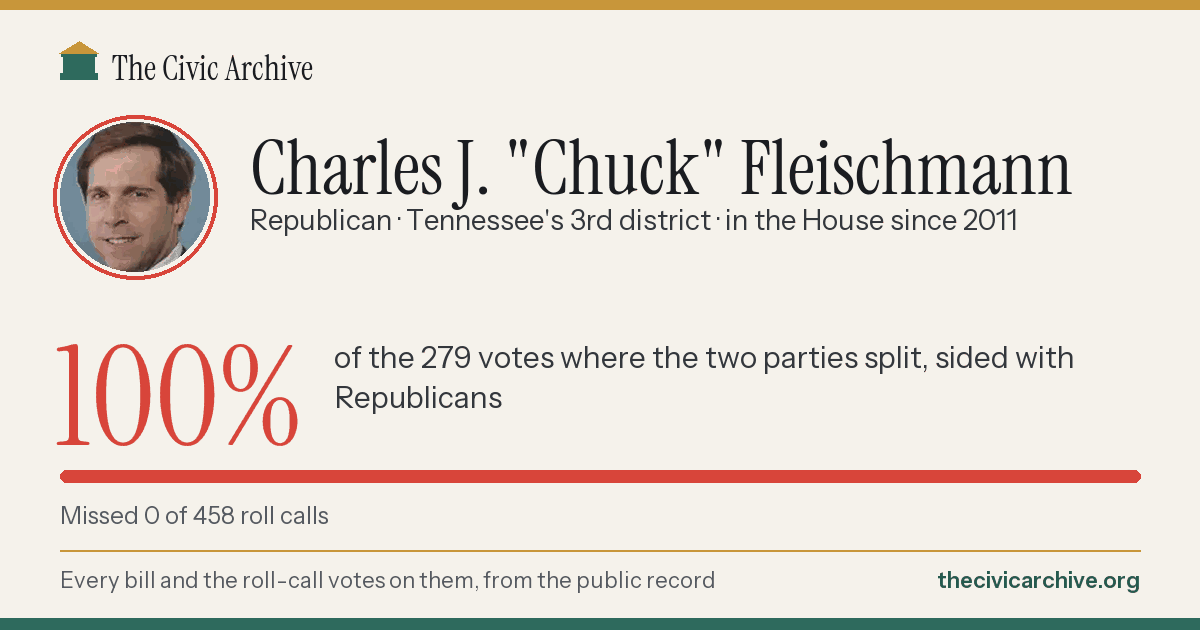 The Civic Archive
Charles J. "Chuck" Fleischmann
Republican · Tennessee's 3rd district · in the House since 2011
100%
of the 279 votes where the two parties split, sided with
Republicans
Missed 0 of 458 roll calls
Every bill and the roll-call votes on them, from the public record
thecivicarchive.org